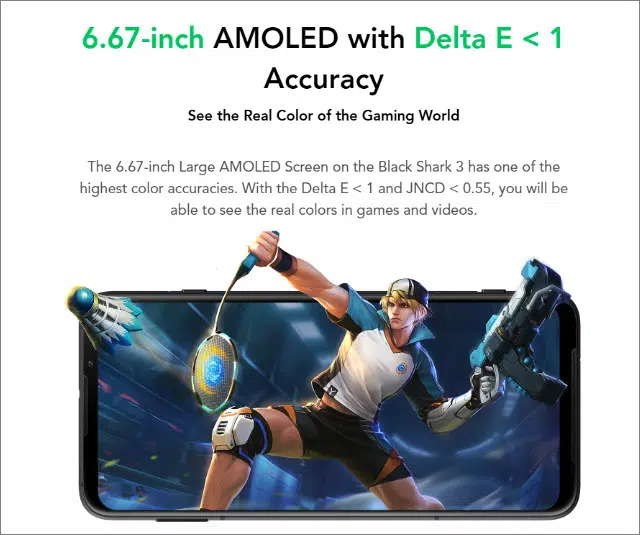 6.67-inch AMOLED with Delta E < 1
Accuracy
See the Real Color of the Gaming World
The 6.67-inch Large AMOLED Screen on the Black Shark 3 has one of the
highest color accuracies. With the Delta E < 1 and JNCD < 0.55, you will be
able to see the real colors in games and videos.